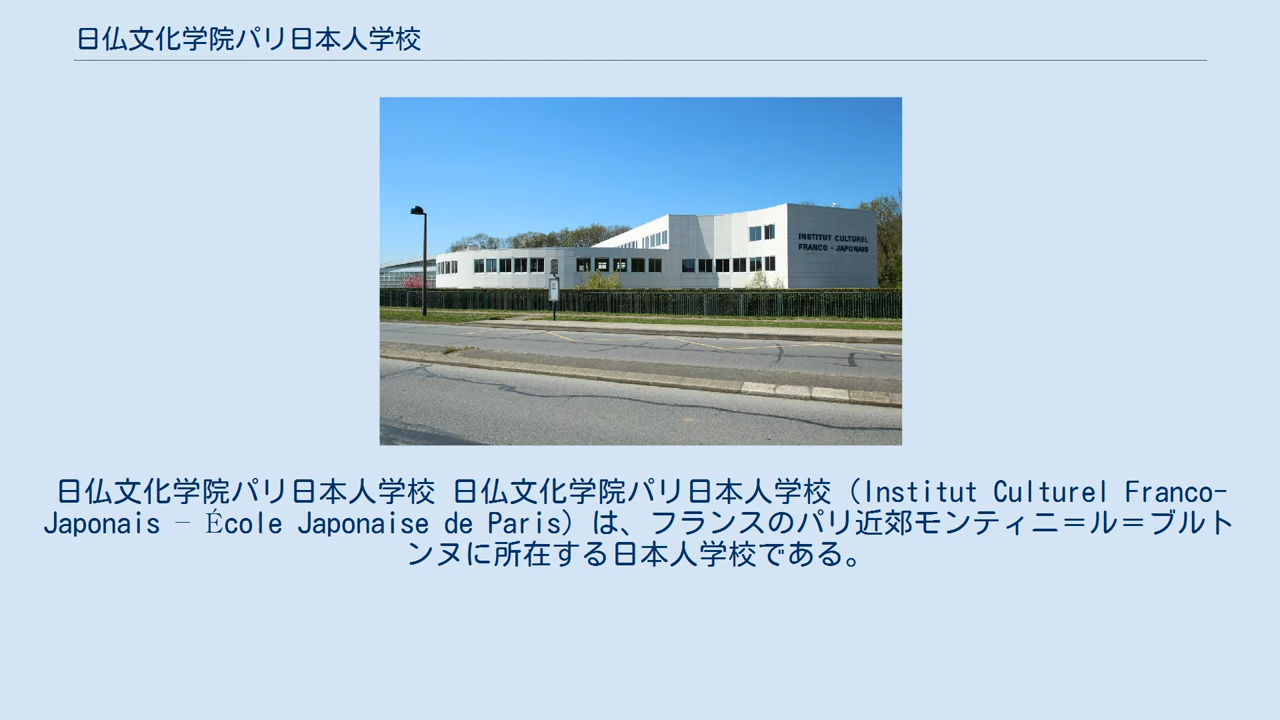 日仏文化学院パリ日本人学校
INSTITUT CULTUREL
FRANCO - JAPONAIS
日仏文化学院パリ日本人学校 日仏文化学院パリ日本人学校（Institut Culturel Franco-
Japonais – École Japonaise de Paris）は、フランスのパリ近郊モンティニ＝ル＝ブルト
ンヌに所在する日本人学校である。